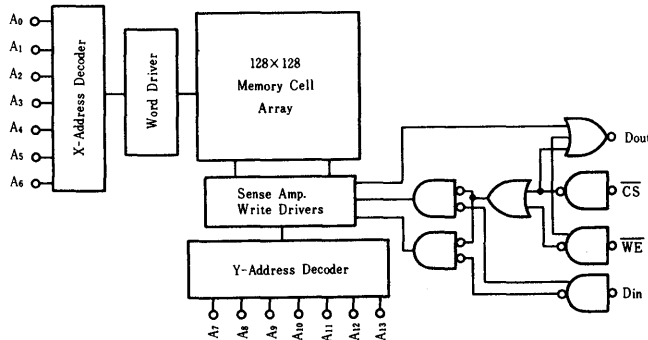 A0
A1
A2
A3
A4
A5
A6
X-Address Decoder
Word Driver
128×128
Memory Cell
Array
Sense Amp.
Write Drivers
Y-Address Decoder
A7
A8
A9
A10
A11
A12
A13
Dout
CS
WE
Din